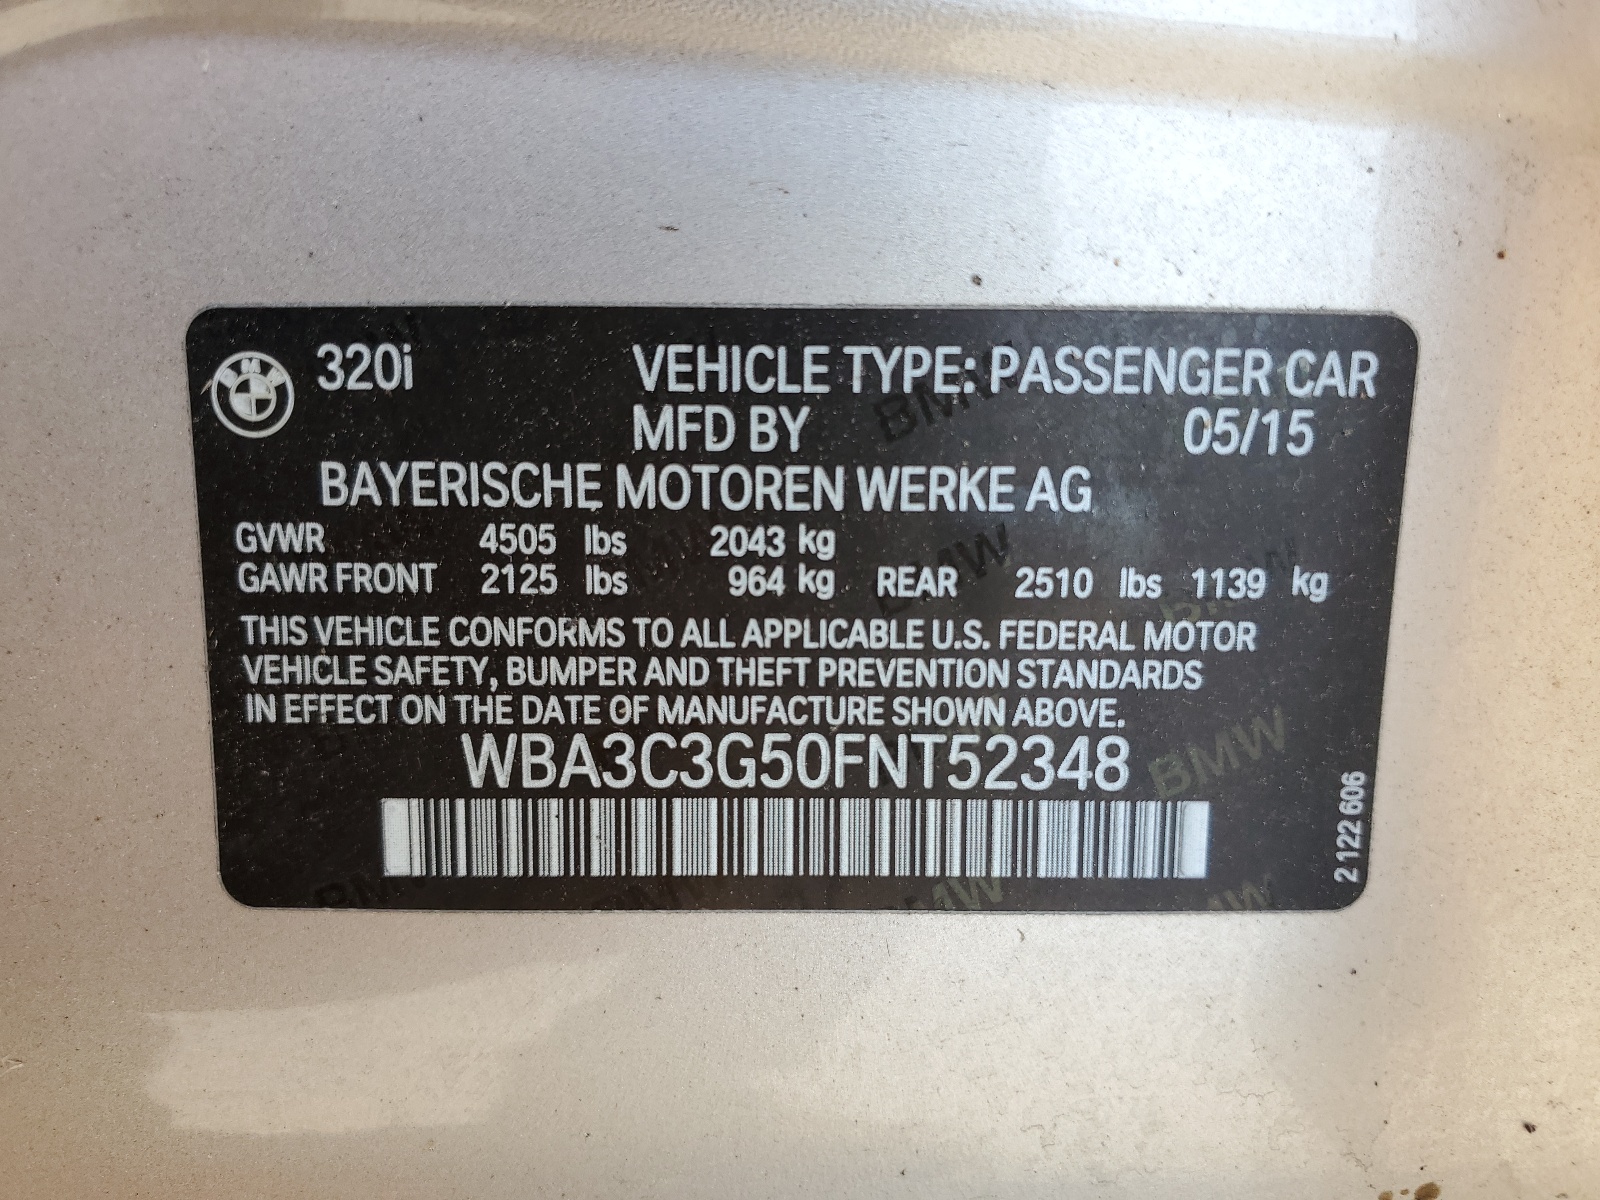 BMW 320i VEHICLE TYPE: PASSENGER CAR
MFD BY 05/15
BAYERISCHE MOTOREN WERKE AG
GVWR 4505 lbs 2043 kg
GAWR FRONT 2125 lbs 964 kg REAR 2510 lbs 1139 kg
THIS VEHICLE CONFORMS TO ALL APPLICABLE U.S. FEDERAL MOTOR
VEHICLE SAFETY, BUMPER AND THEFT PREVENTION STANDARDS
IN EFFECT ON THE DATE OF MANUFACTURE SHOWN ABOVE.
WBA3C3G50FNT52348
2 122 606